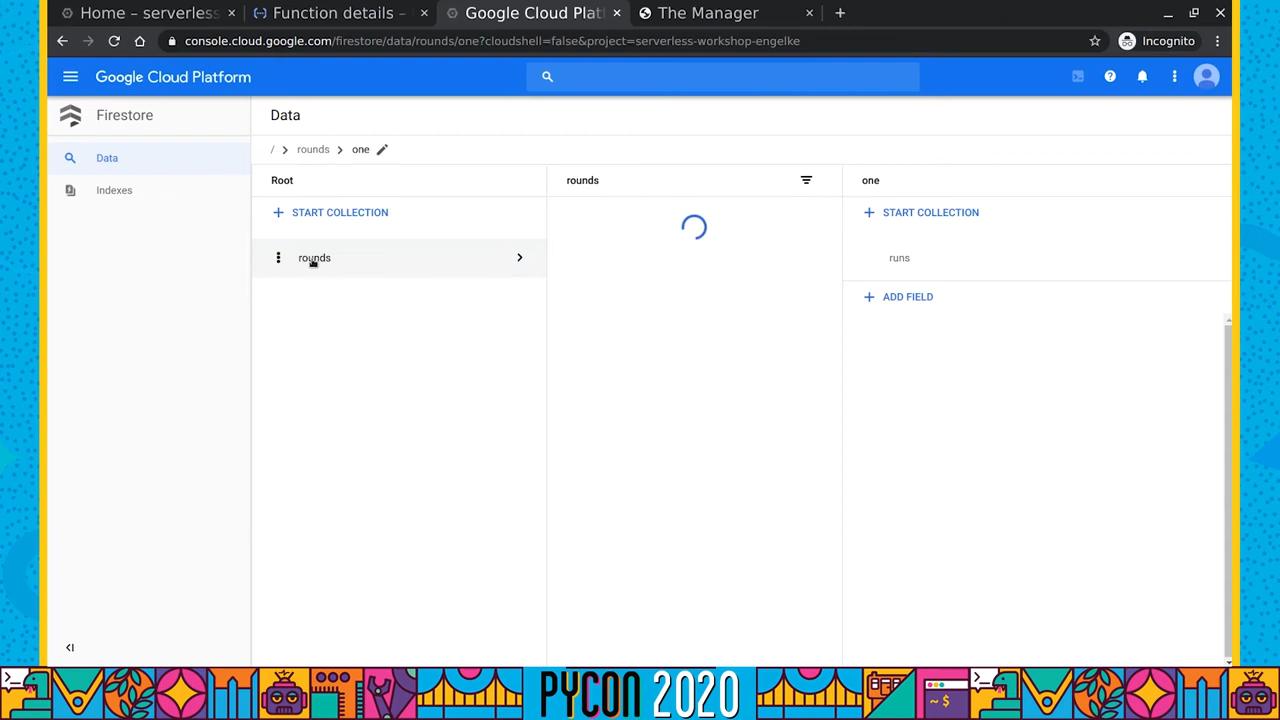 Home – serverless
Function details –
Google Cloud Plat
The Manager
console.cloud.google.com/firestore/data/rounds/one?cloudshell=false&project=serverless-workshop-engelke
Incognito
Google Cloud Platform
Firestore
Data
Indexes
Data
/ rounds one
Root
START COLLECTION
rounds
rounds
one
START COLLECTION
runs
ADD FIELD
PYCON 2020
~ $